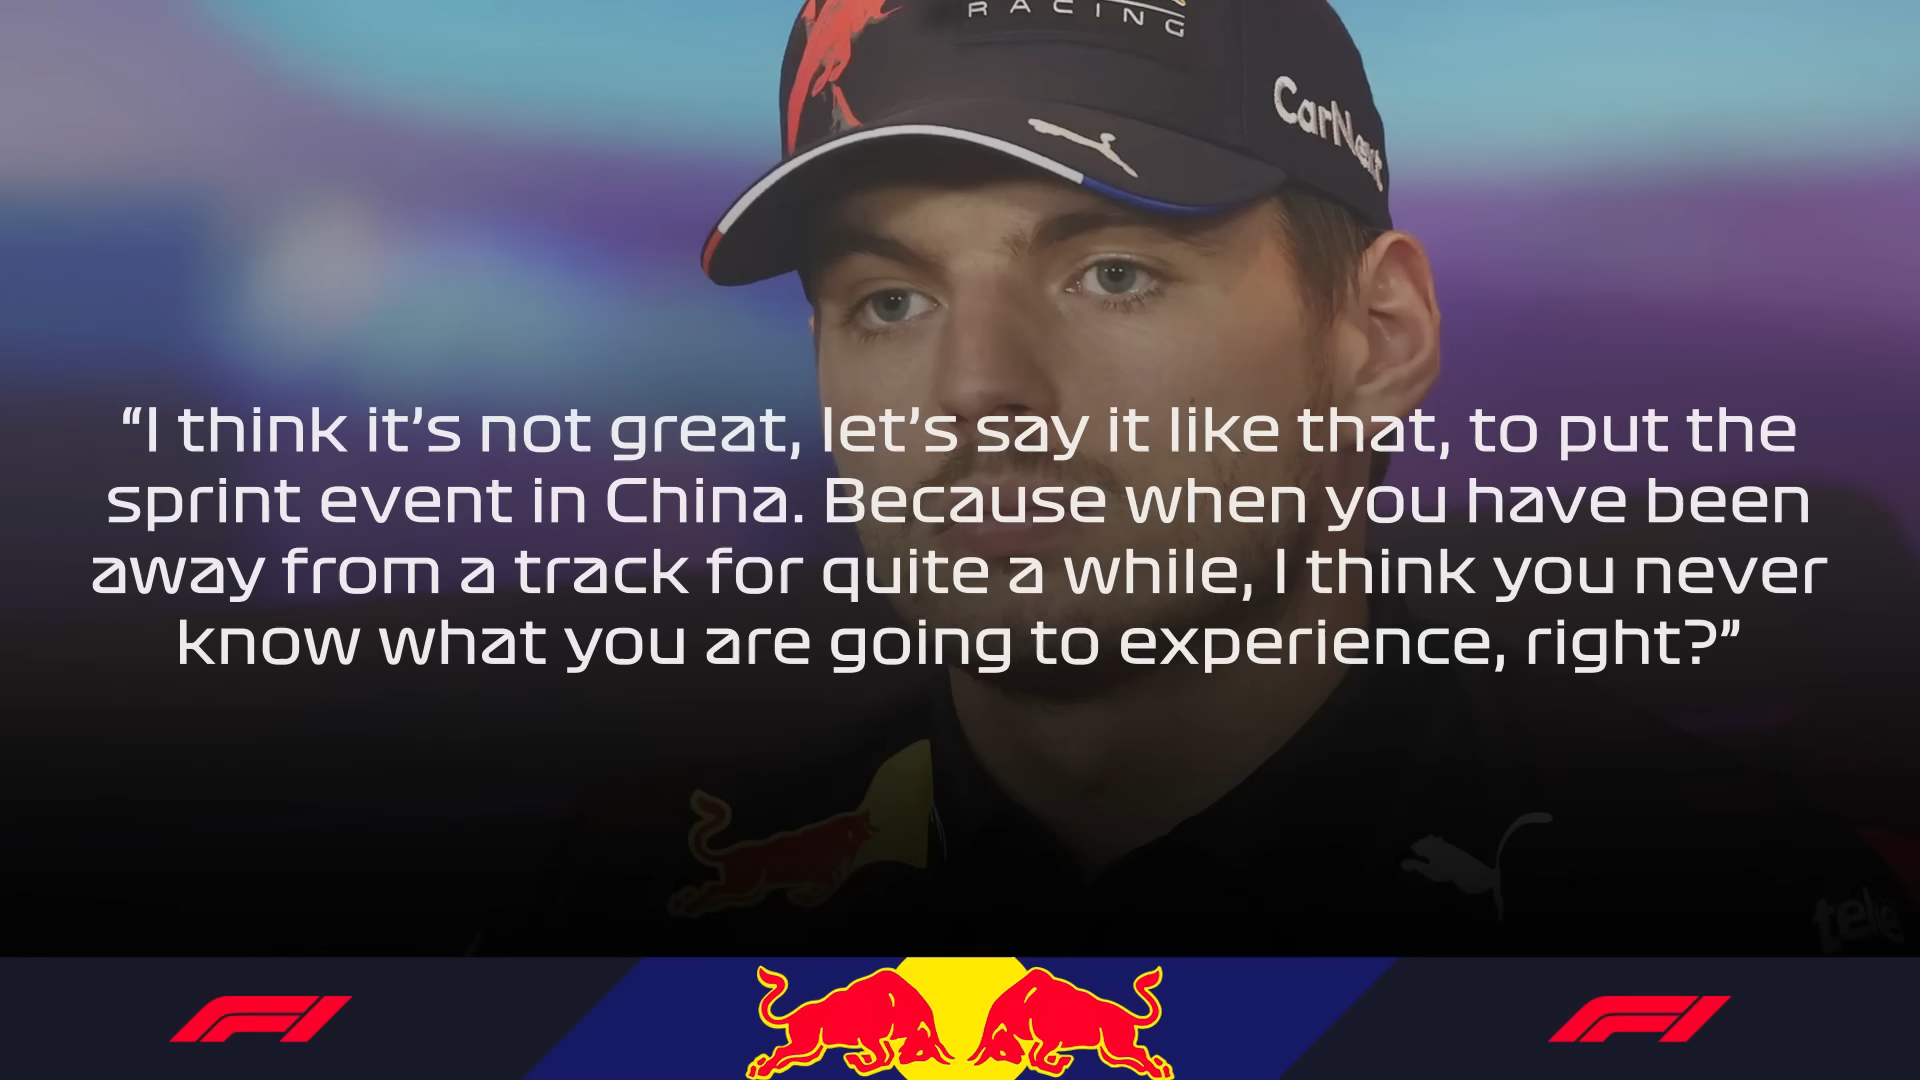 RACING
CarNext
“I think it’s not great, let’s say it like that, to put the
sprint event in China. Because when you have been
away from a track for quite a while, I think you never
know what you are going to experience, right?”
F1
F1